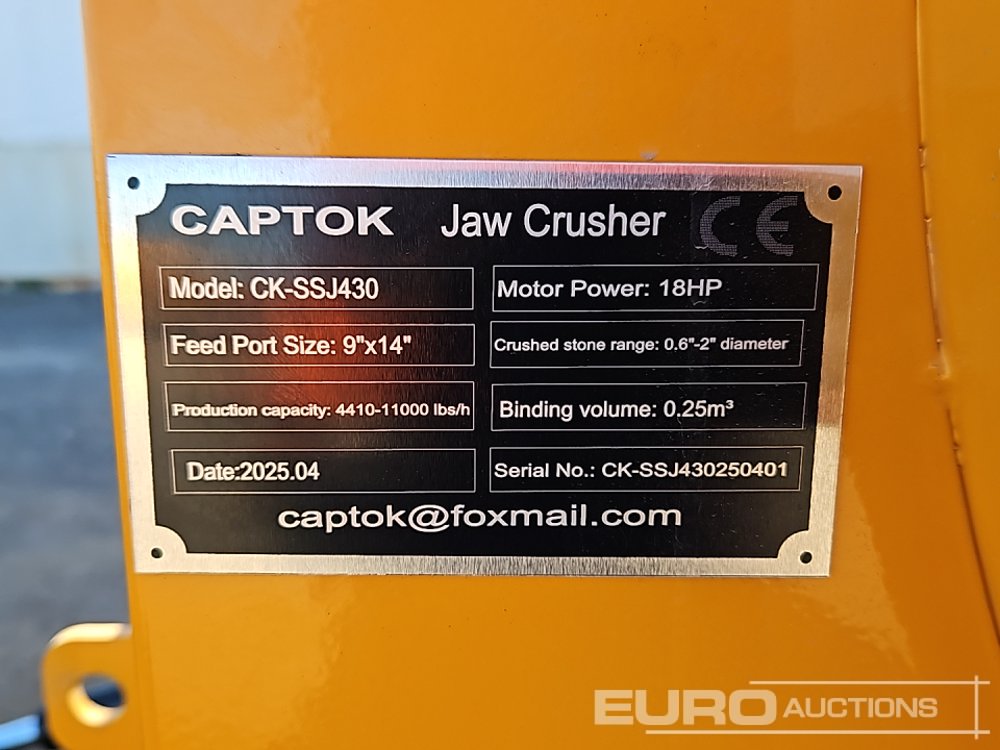 CAPTOK Jaw Crusher CE
Model: CK-SSJ430 Motor Power: 18HP
Feed Port Size: 9"x14" Crushed stone range: 0.6"-2" diameter
Production capacity: 4410-11000 lbs/h Binding volume: 0.25m³
Date:2025.04 Serial No.: CK-SSJ430250401
captok@foxmail.com
EURO AUCTIONS